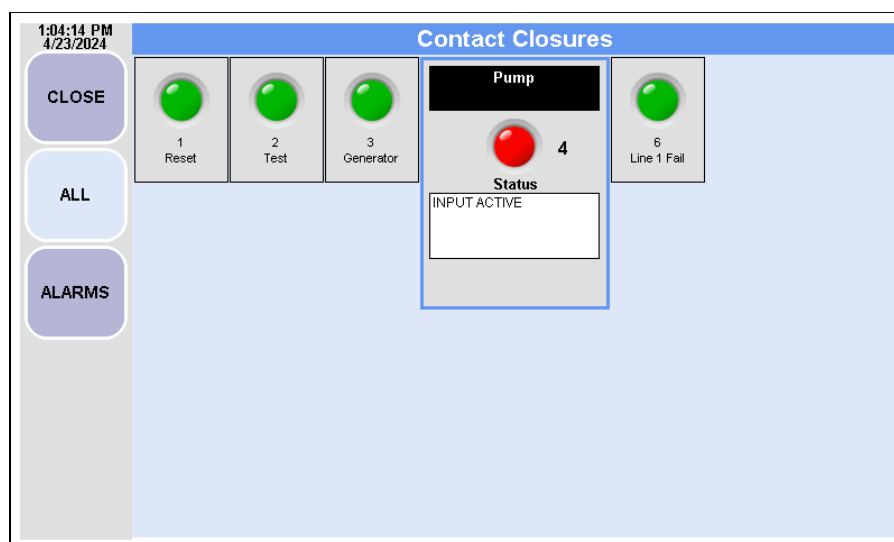 1:04:14 PM
4/23/2024
Contact Closures
CLOSE
ALL
ALARMS
1
Reset
2
Test
3
Generator
Pump
4
Status
INPUT ACTIVE
6
Line 1 Fail